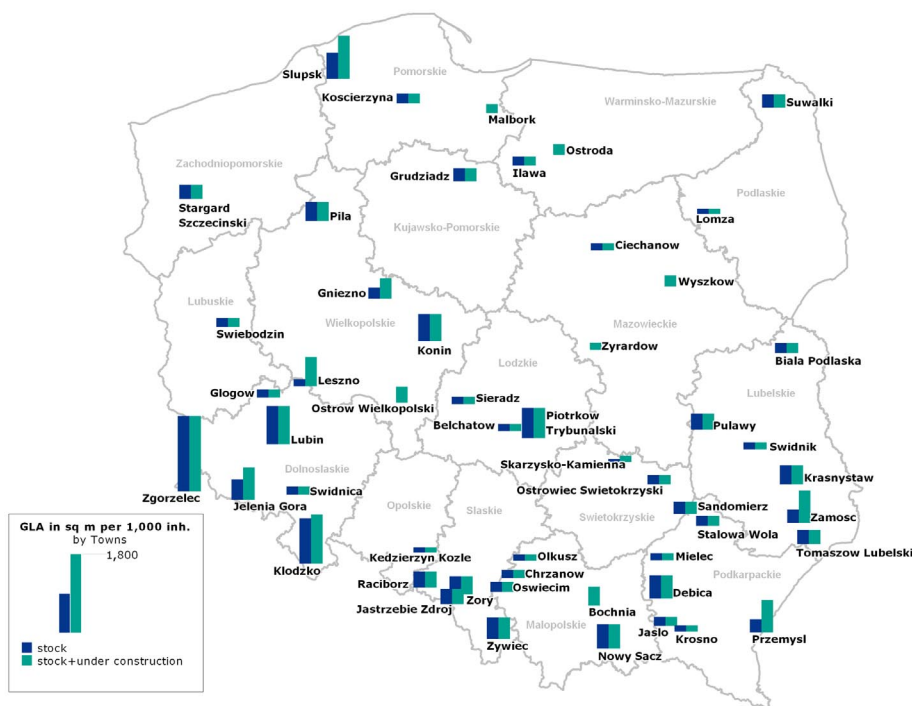 Slupsk
Pomorskie
Koscierzyna
Malbork
Warminsko-Mazurskie
Suwalki
Zachodniopomorskie
Stargard
Szczecinski
Pila
Grudziadz
Ilawa
Ostroda
Podlaskie
Lomza
Kujawsko-Pomorskie
Ciechanow
Wyszkow
Lubuskie
Swiebodzin
Gniezno
Wielkopolskie
Konin
Mazowieckie
Zyrardow
Biala Podlaska
Lodzkie
Lubelskie
Glogow
Leszno
Ostrow Wielkopolski
Sieradz
Belchatow
Piotrkow
Trybunalski
Pulawy
Swidnik
Lubin
Zgorzelec
Dolnoslaskie
Jelenia Gora
Swidnica
Skarzysko-Kamienna
Ostrowiec Swietokrzyski
Krasnystaw
Opolskie
Slaskie
Swietokrzyskie
Sandomierz
Stalowa Wola
Zamosc
Tomaszow Lubelski
Klodzko
Kedzierzyn Kozle
Olkusz
Mielec
Podkarpackie
Raciborz
Chrzanow
Oswiecim
Debica
Jastrzebie Zdroj
Zory
Bochnia
Malopolskie
Jaslo
Krosno
Przemysl
Zywiec
Nowy Sacz
GLA in sq m per 1,000 inh.
by Towns
1,800
stock
stock+under construction